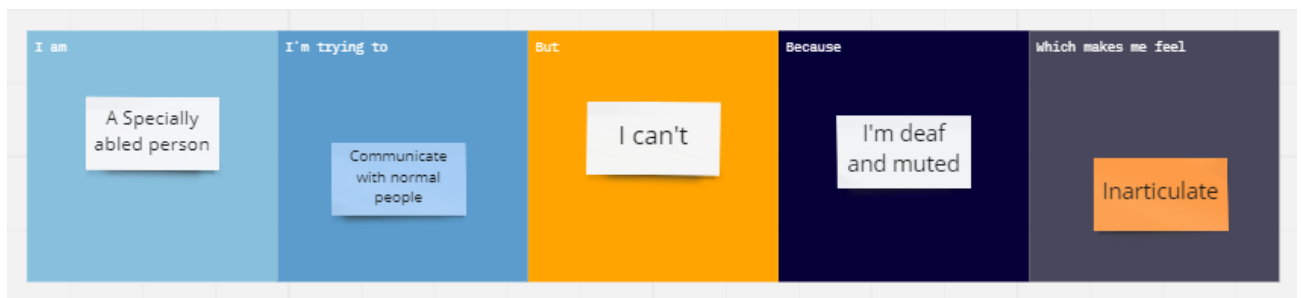 I am
A Specially
abled person
I'm trying to
Communicate
with normal
people
But
I can't
Because
I'm deaf
and muted
Which makes me feel
Inarticulate